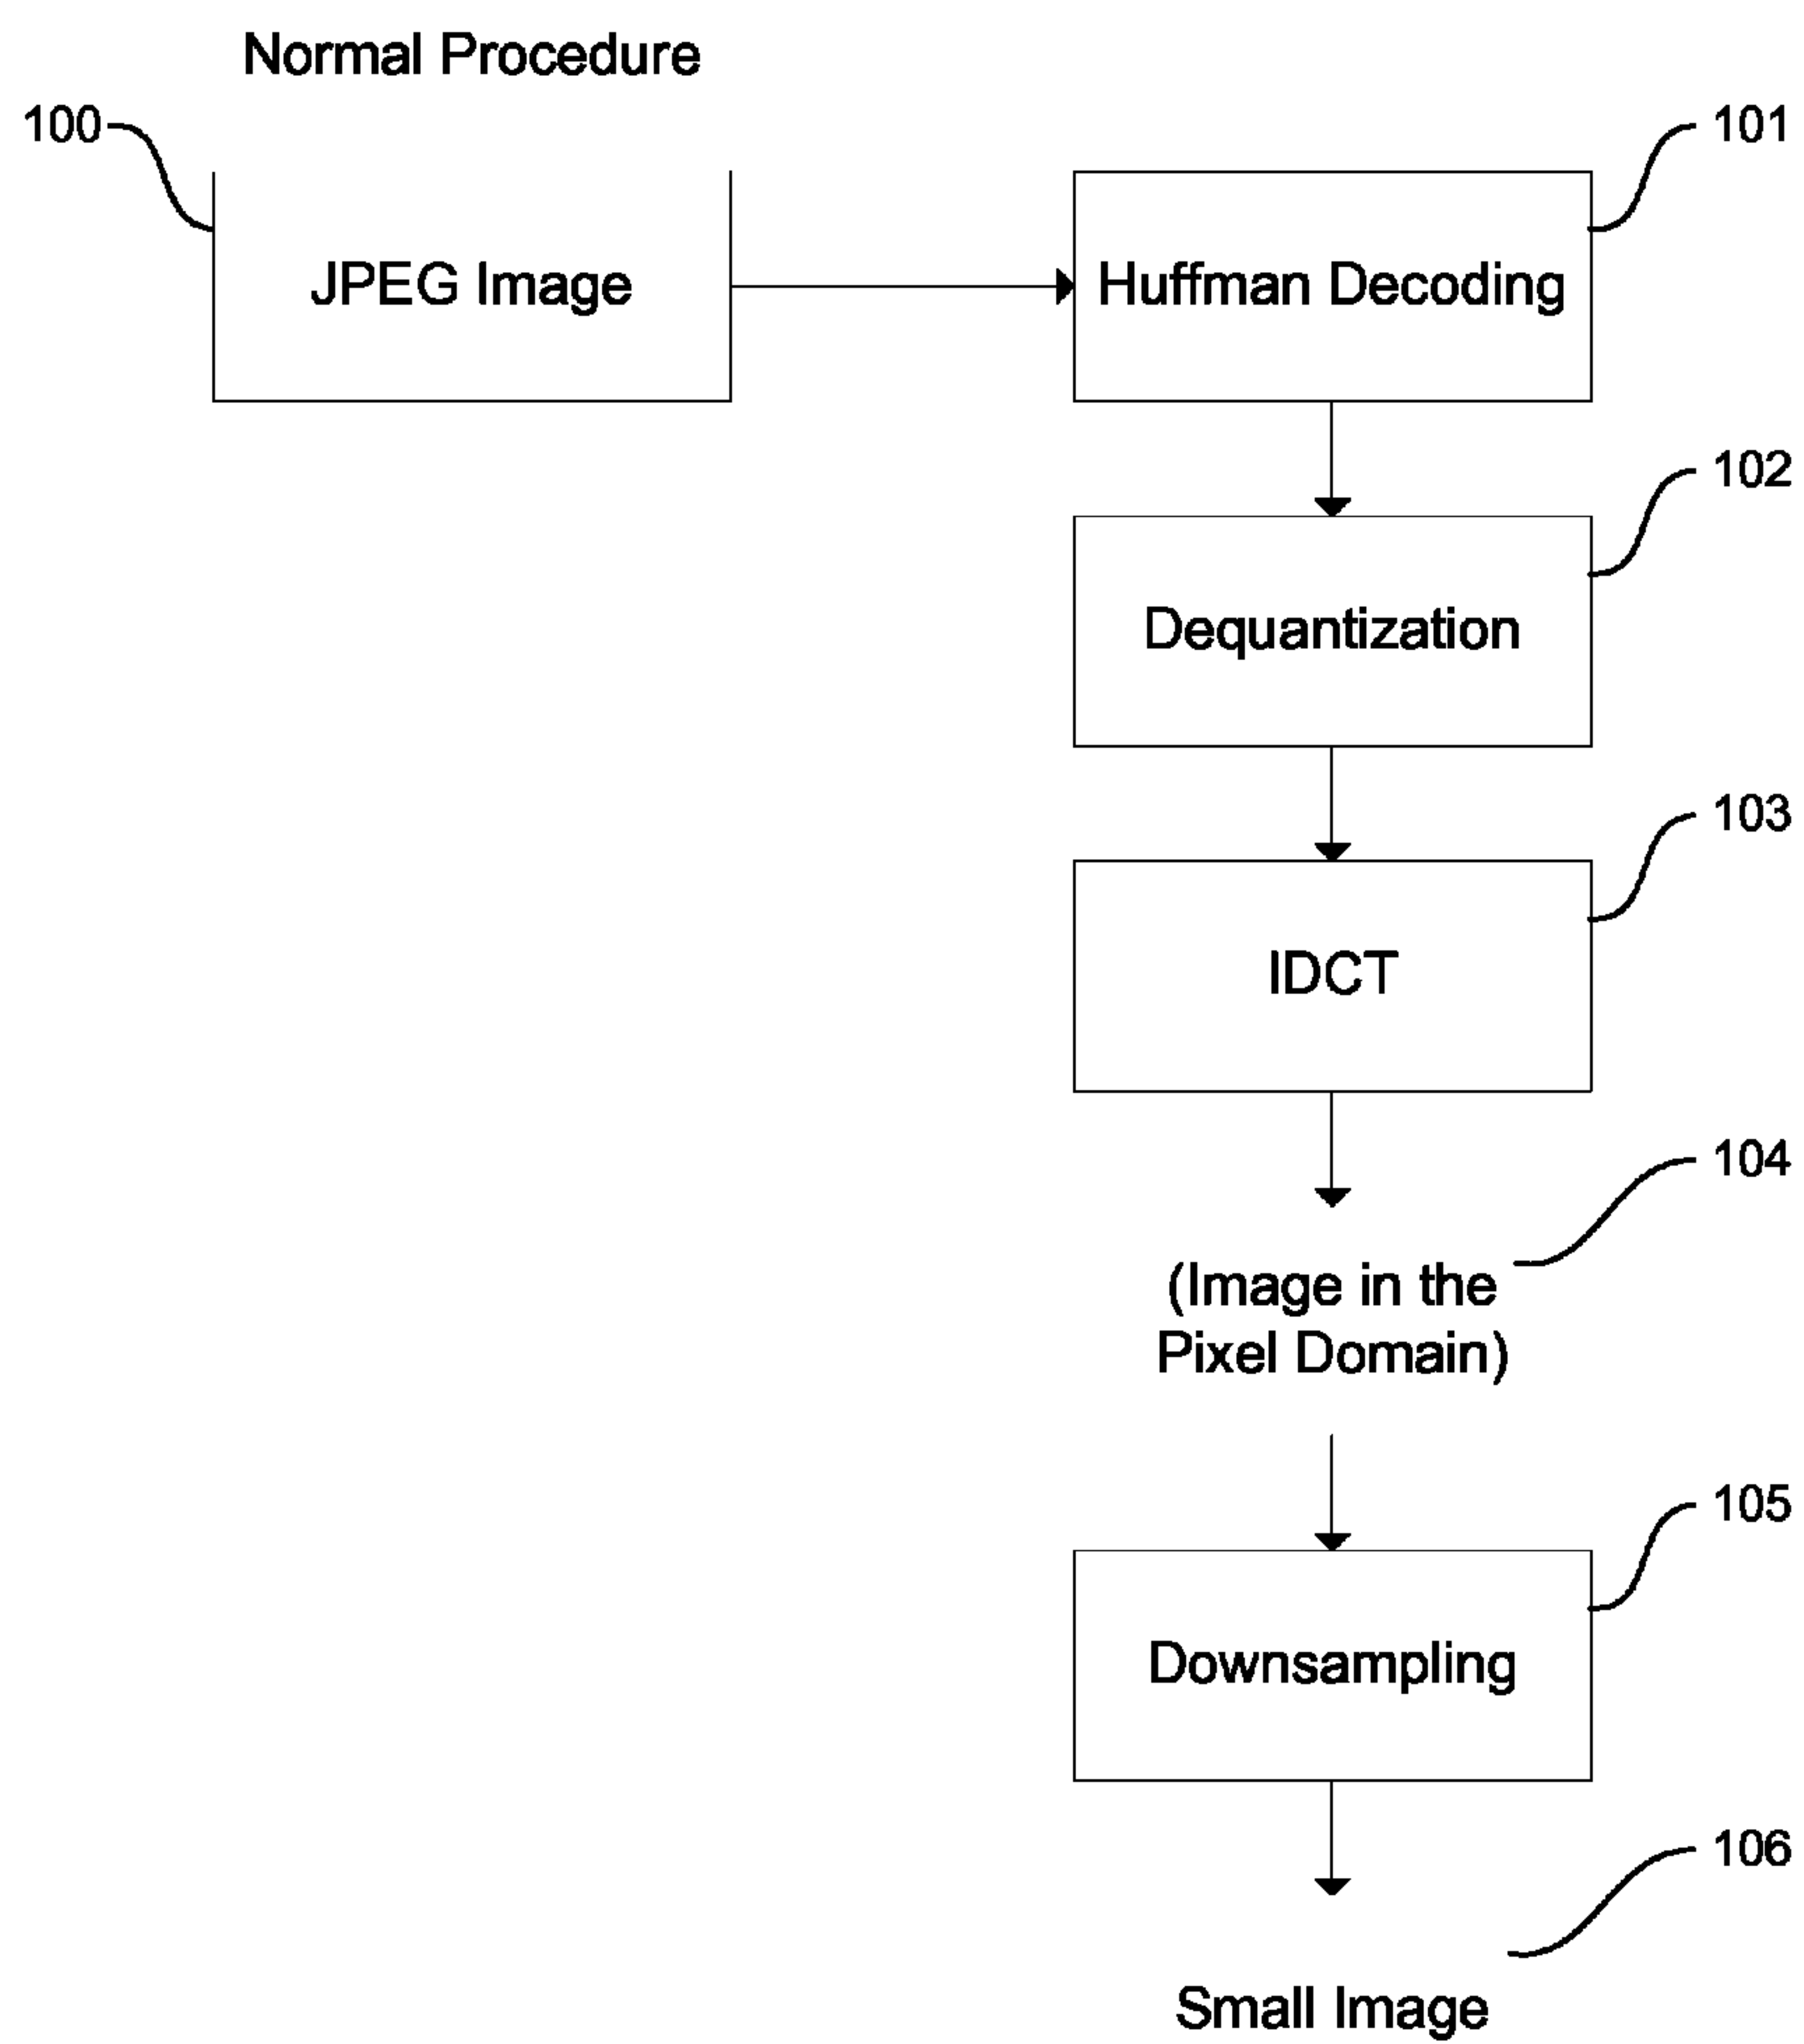 Normal Procedure
100
101
JPEG Image
Huffman Decoding
102
Dequantization
103
IDCT
104
(Image in the
Pixel Domain)
105
Downsampling
106
Small Image